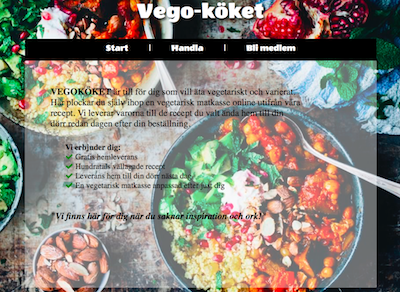 Vego-köket
Start | Handla | Bli medlem
VEGOKÖKET är till för dig som vill äta vegetariskt och varierat.
Här plockar du själv ihop en vegetarisk matkasse online utifrån våra
recept. Vi levererar varorna till de recept du valt ända hem till din
dörr redan dagen efter din beställning.
Vi erbjuder dig:
Gratis hemleverans
Hundratals vällagade recept
Leverans hem till din dörr nästa dag
En vegetarisk matkasse anpassad efter just dig
"Vi finns här för dig när du saknar inspiration och ork!"